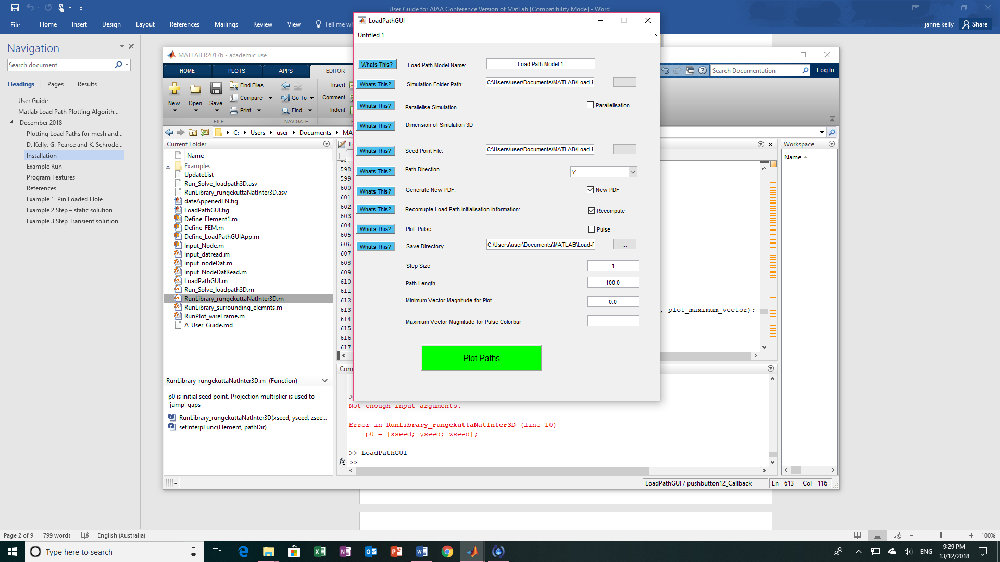 User Guide for AIAA Conference Version of MatLab [Compatibility Mode] - Word
File Home Insert Design Layout References Mailings Review View Tell me wh
janne kelly Share
Navigation
Search document
Headings Pages Results
User Guide
Matlab Load Path Plotting Algorith...
December 2018
Plotting Load Paths for mesh and...
D. Kelly, G. Pearce and K. Schrode...
Installation
Example Run
Program Features
References
Example 1 Pin Loaded Hole
Example 2 Step – static solution
Example 3 Step Transient solution
MATLAB R2017b - academic use
HOME PLOTS APPS EDITOR
Search Documentation Log In
New Open Save
Find Files
Compare
Print
Go To
Find
Insert
Comment
Indent
FILE NAVIGATE
C: Users user Documents MA
Current Folder
Name
Examples
UpdateList
Run_Solve_loadpath3D.asv
RunLibrary_rungekuttaNatInter3D.asv
dateAppenedFN.fig
LoadPathGUI.fig
Define_Element1.m
Define_FEM.m
Define_LoadPathGUIApp.m
Input_Node.m
Input_datread.m
Input_nodeDat.m
Input_NodeDatRead.m
LoadPathGUI.m
Run_Solve_loadpath3D.m
RunLibrary_rungekuttaNatInter3D.m
RunLibrary_surrounding_elemnts.m
RunPlot_wireFrame.m
A_User_Guide.md
RunLibrary_rungekuttaNatInter3D.m (Function)
p0 is initial seed point. Projection multiplier is used to
'jump' gaps
RunLibrary_rungekuttaNatInter3D(xseed, yseed, zsee...
setInterpFunc(Element, pathDir)
598
599
600
601
602
603
604
605
606
607
608
609
610
611
612
613
614
615
616
617
, plot_maximum_vector);
Workspace
Name
LoadPathGUI
Untitled 1
Whats This? Load Path Model Name: Load Path Model 1
Whats This? Simulation Folder Path: C:\Users\user\Documents\MATLAB\Load-P ...
Whats This? Parallelise Simulation Parallelisation
Whats This? Dimension of Simulation 3D
Whats This? Seed Point File: C:\Users\user\Documents\MATLAB\Load-P ...
Whats This? Path Direction Y
Whats This? Generate New PDF: New PDF
Whats This? Recomupte Load Path Initialisation information: Recompute
Whats This? Plot_Pulse: Pulse
Whats This? Save Directory C:\Users\user\Documents\MATLAB\Load-P ...
Step Size 1
Path Length 100.0
Minimum Vector Magnitude for Plot 0.0
Maximum Vector Magnitude for Pulse Colorbar
Plot Paths
Com
>
Not enough input arguments.
Error in RunLibrary_rungekuttaNatInter3D (line 10)
p0 = [xseed; yseed; zseed];
>> LoadPathGUI
fx >>
LoadPathGUI / pushbutton12_Callback Ln 613 Col 116
Page 2 of 9 799 words English (Australia)
100%
Type here to search
ENG
9:29 PM
13/12/2018